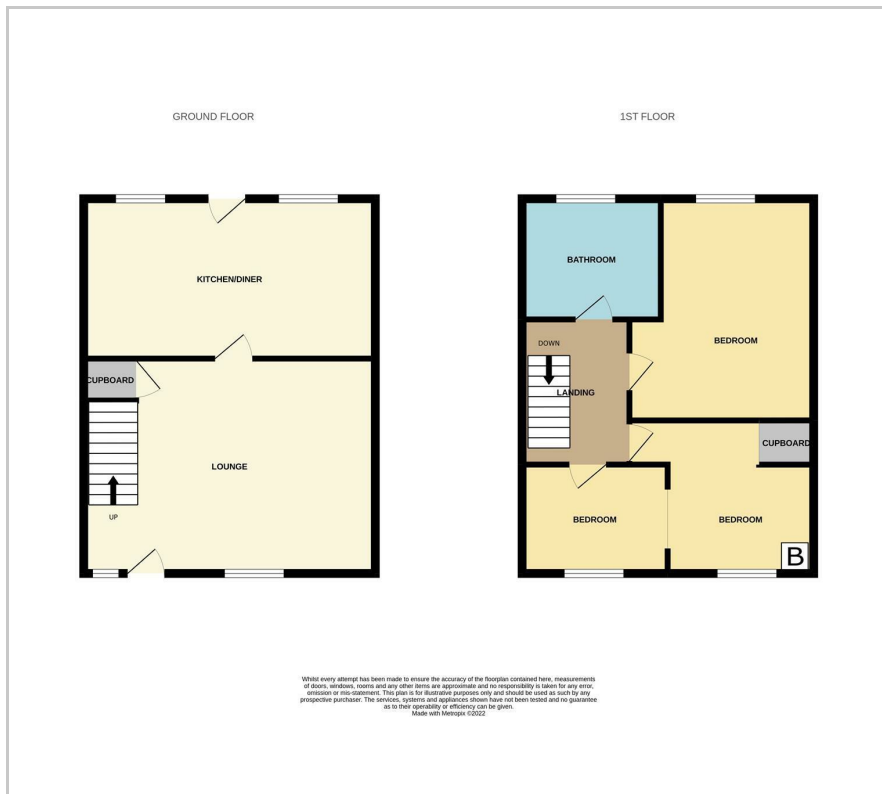 GROUND FLOOR
1ST FLOOR
KITCHEN/DINER
CUPBOARD
LOUNGE
UP
BATHROOM
BEDROOM
DOWN
LANDING
CUPBOARD
BEDROOM
BEDROOM
B
Whilst every attempt has been made to ensure the accuracy of the floorplan contained here, measurements
of doors, windows, rooms and any other items are approximate and no responsibility is taken for any error,
omission or mis-statement. This plan is for illustrative purposes only and should be used as such by any
prospective purchaser. The services, systems and appliances shown have not been tested and no guarantee
as to their operability or efficiency can be given.
Made with Metropix ©2022